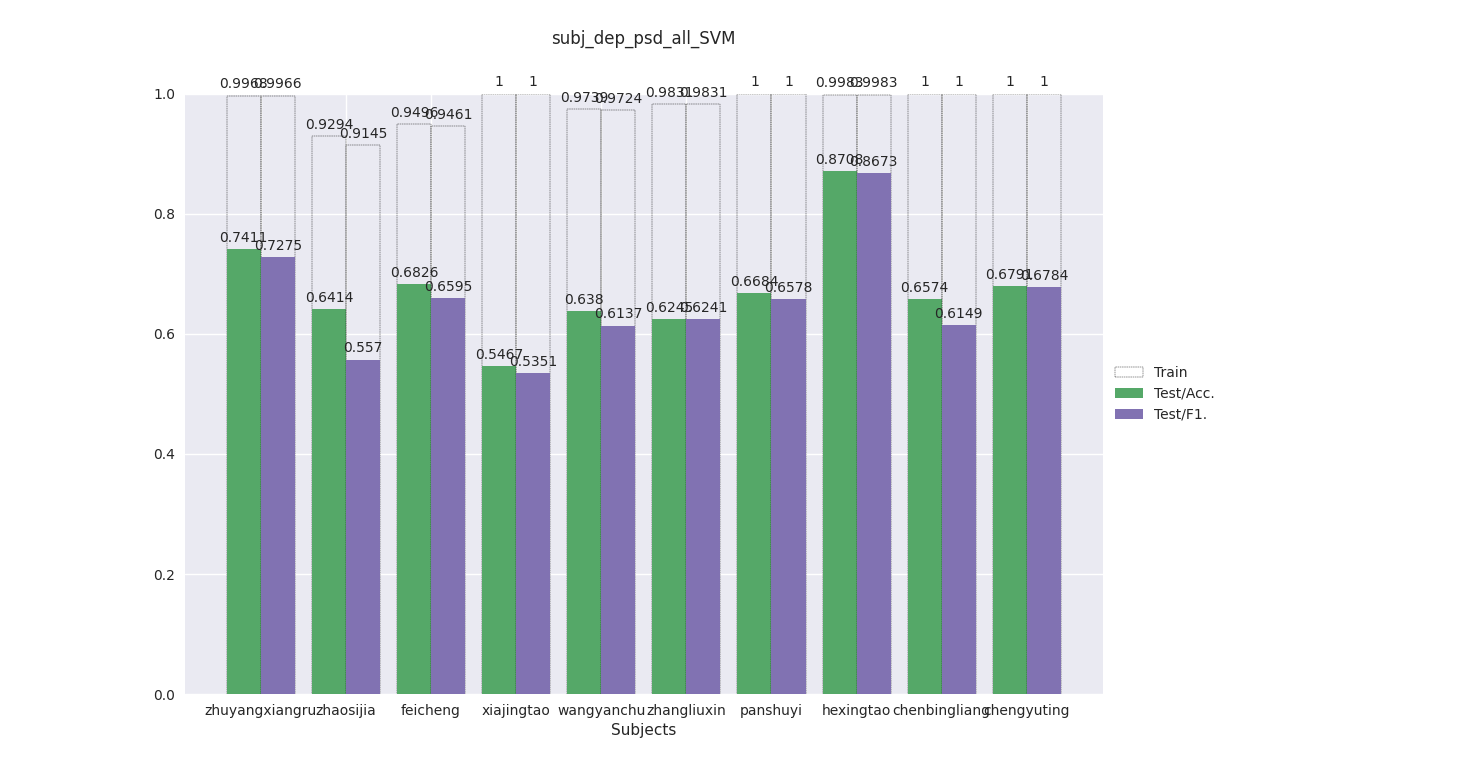 subj_dep_psd_all_SVM
0.9968 0.9966 0.9294 0.9145 0.9496 0.9461 1 1 0.9739 0.9724 0.9831 0.9831 1 1 0.9983 0.9983 1 1 1 1
0.7411 0.7275 0.6414 0.557 0.6826 0.6595 0.5467 0.5351 0.638 0.6137 0.6245 0.6241 0.6684 0.6578 0.8708 0.8673 0.6574 0.6149 0.6791 0.6784
1.0
0.8
0.6
0.4
0.2
0.0
zhuyangxiangru zhaosijia feicheng xiajingtao wangyanchu zhangliuxin panshuyi hexingtao chenbingliang chengyuting
Subjects
Train
Test/Acc.
Test/F1.